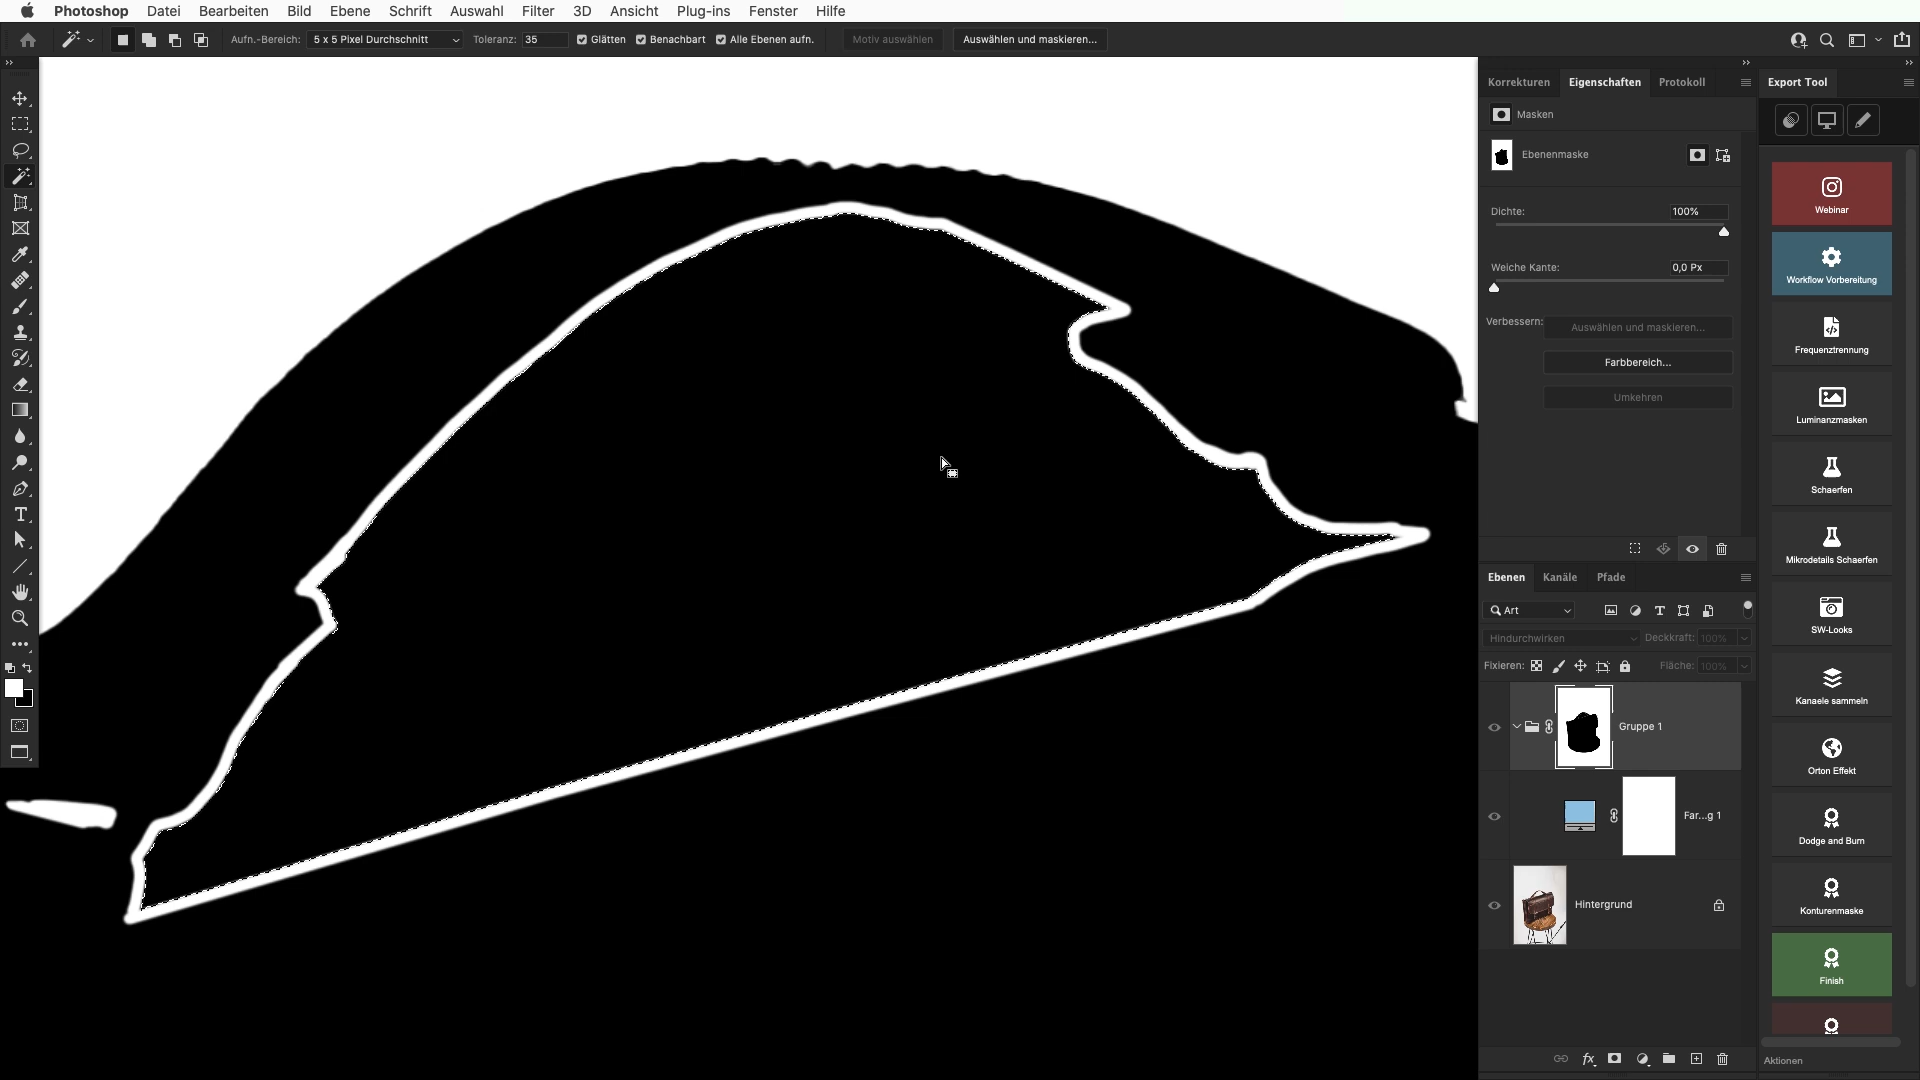 Photoshop Datei Bearbeiten Bild Ebene Schrift Auswahl Filter 3D Ansicht Plug-ins Fenster Hilfe
Aufn.-Bereich: 5 x 5 Pixel Durchschnitt Toleranz: 35 Glätten Benachbart Alle Ebenen aufn. Motiv auswählen Auswählen und maskieren...
Korrekturen Eigenschaften Protokoll
Masken
Ebenenmaske
Dichte: 100%
Weiche Kante: 0,0 Px
Verbessern: Auswählen und maskieren...
Farbbereich...
Umkehren
Ebenen Kanäle Pfade
Art
Hindurchwirken Deckkraft: 100%
Fixieren: Fläche: 100%
Gruppe 1
Far...g 1
Hintergrund
Export Tool
Webinar
Workflow Vorbereitung
Frequenztrennung
Luminanzmasken
Schaerfen
Mikrodetails Schaerfen
SW-Looks
Kanaele sammeln
Orton Effekt
Dodge and Burn
Konturenmaske
Finish
Aktionen